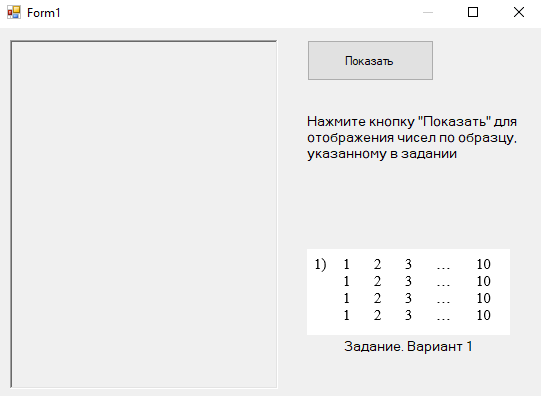 Form1
Показать
Нажмите кнопку "Показать" для
отображения чисел по образцу,
указанному в задании
1) 1 2 3 ... 10
1 2 3 ... 10
1 2 3 ... 10
1 2 3 ... 10
Задание. Вариант 1